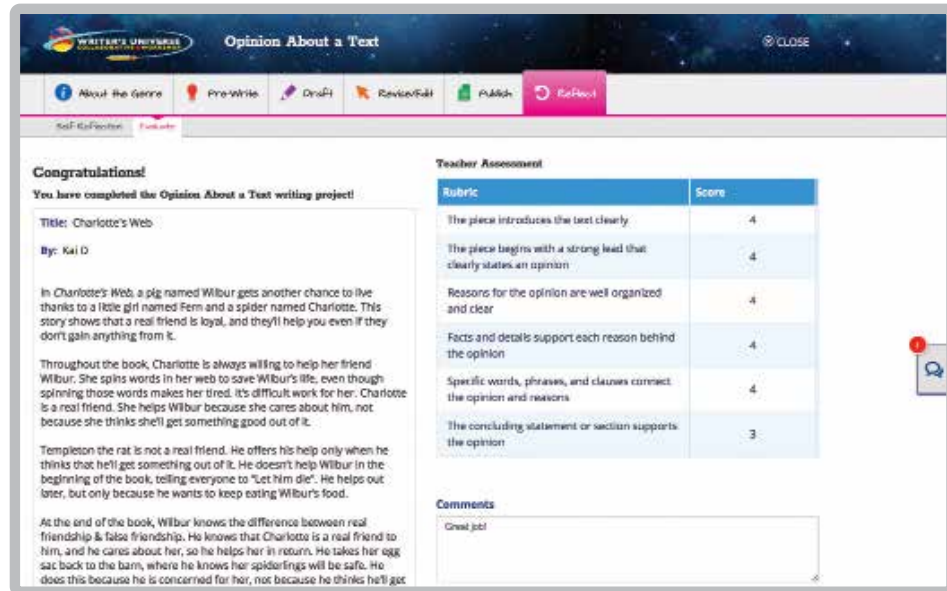 WRITER'S UNIVERSE
COLLABORATIVE WORKSHOP
Opinion About a Text
CLOSE
About the Genre
Pre-Write
Draft
Revise/Edit
Publish
Reflect
Self-Reflection
Evaluate
Congratulations!
You have completed the Opinion About a Text writing project!
Title: Charlotte's Web
By: Kai D
In Charlotte's Web, a pig named Wilbur gets another chance to live
thanks to a little girl named Fern and a spider named Charlotte. This
story shows that a real friend is loyal, and they'll help you even if they
don't gain anything from it.
Throughout the book, Charlotte is always willing to help her friend
Wilbur. She spins words in her web to save Wilbur's life, even though
spinning those words makes her tired. It's difficult work for her. Charlotte
is a real friend. She helps Wilbur because she cares about him, not
because she thinks she'll get something good out of it.
Templeton the rat is not a real friend. He offers his help only when he
thinks that he'll get something out of it. He doesn't help Wilbur in the
beginning of the book, telling everyone to "Let him die". He helps out
later, but only because he wants to keep eating Wilbur's food.
At the end of the book, Wilbur knows the difference between real
friendship & false friendship. He knows that Charlotte is a real friend to
him, and he cares about her, so he helps her in return. He takes her egg
sac back to the barn, where he knows her spiderlings will be safe. He
does this because he is concerned for her, not because he thinks he'll get
Teacher Assessment
Rubric Score
The piece introduces the text clearly 4
The piece begins with a strong lead that
clearly states an opinion 4
Reasons for the opinion are well organized
and clear 4
Facts and details support each reason behind
the opinion 4
Specific words, phrases, and clauses connect
the opinion and reasons 4
The concluding statement or section supports
the opinion 3
Comments
Great job!